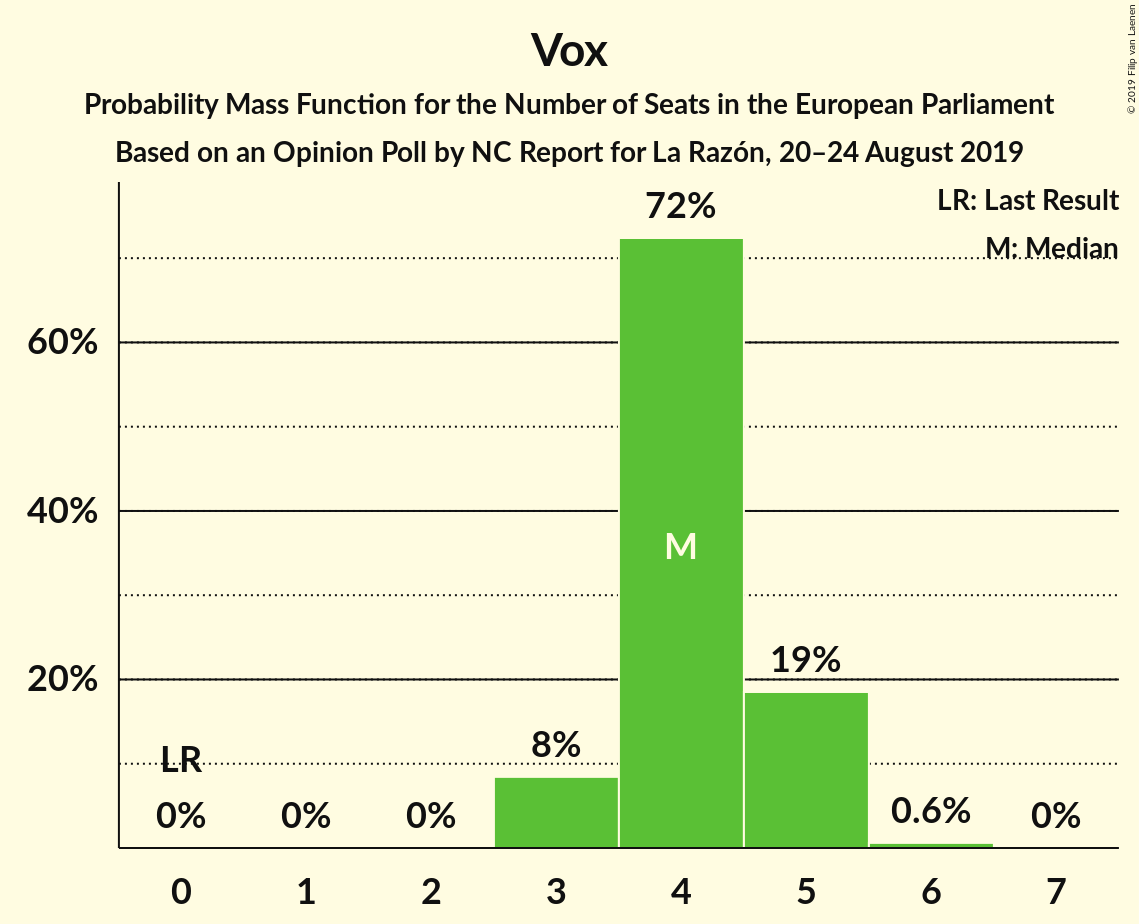 Vox
Probability Mass Function for the Number of Seats in the European Parliament
Based on an Opinion Poll by NC Report for La Razón, 20–24 August 2019
© 2019 Filip van Laenen
LR: Last Result
M: Median
72%
60%
40%
M
20%
19%
8%
LR
0%
0%
0%
0.6%
0%
0
1
2
3
4
5
6
7